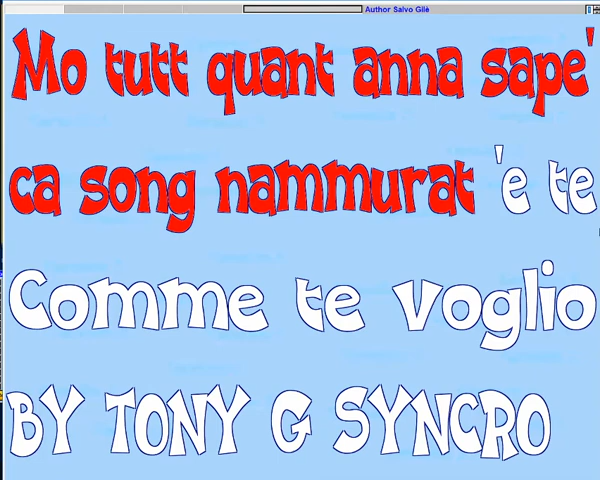 Author Salvo Gilè
Mo tutt quant anna sape'
ca song nammurat 'e te
Comme te voglio
BY TONY G SYNCRO